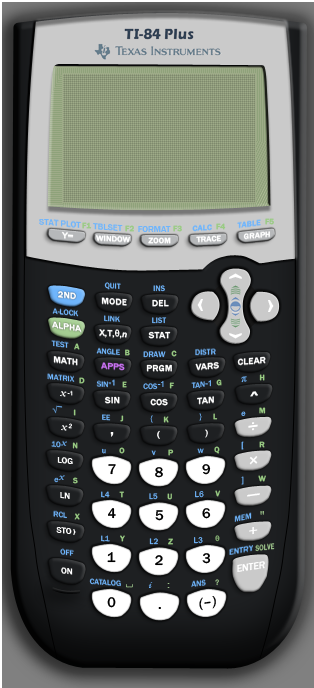 TI-84 Plus
TEXAS INSTRUMENTS
STAT PLOT F1 TBLSET F2 FORMAT F3 CALC F4 TABLE F5
Y= WINDOW ZOOM TRACE GRAPH
QUIT INS
2ND MODE DEL
A-LOCK LINK LIST
ALPHA X,T,θ,n STAT
TEST A ANGLE B DRAW C DISTR
MATH APPS PRGM VARS CLEAR
MATRIX D SIN-1 E COS-1 F TAN-1 G π H
x-1 SIN COS TAN ^
√ I EE J { K } L e M
x2 , ( ) ÷
10x N u O v P w Q [ R
LOG 7 8 9 ×
ex S L4 T L5 U L6 V ] W
LN 4 5 6 —
RCL X L1 Y L2 Z L3 θ MEM "
STO⟩ 1 2 3 +
OFF CATALOG ⎵ i : ANS ? ENTRY SOLVE
ON 0 . (−) ENTER